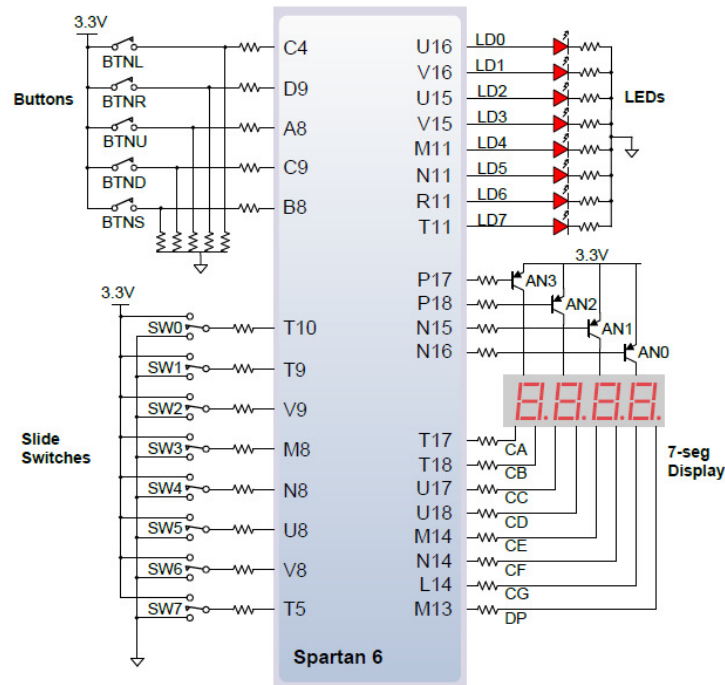 3.3V
BTNL
BTNR
Buttons
BTNU
BTND
BTNS
C4
D9
A8
C9
B8
U16 LD0
V16 LD1
U15 LD2
V15 LD3
M11 LD4
N11 LD5
R11 LD6
T11 LD7
LEDs
3.3V
SW0
SW1
SW2
Slide
Switches
SW3
SW4
SW5
SW6
SW7
T10
T9
V9
M8
N8
U8
V8
T5
3.3V
P17 AN3
P18 AN2
N15 AN1
N16 AN0
T17 CA
T18 CB
U17 CC
U18 CD
M14 CE
N14 CF
L14 CG
M13 DP
7-seg
Display
Spartan 6